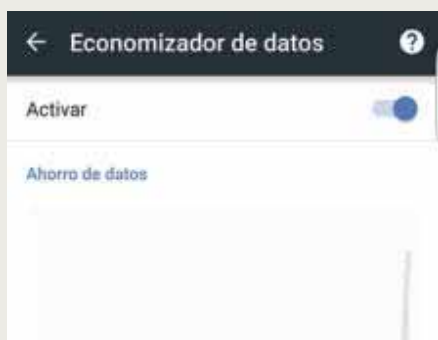 Economizador de datos
Activar
Ahorro de datos